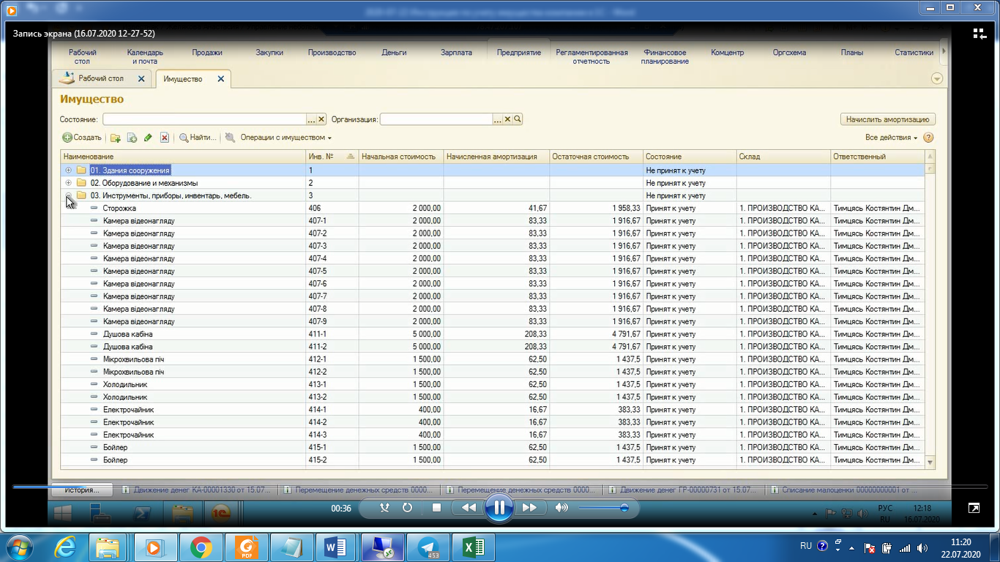 2020-07-22 Инструкция по учету имущества компании в 1С - Word
Запись экрана (16.07.2020 12-27-52)
Рабочий стол Календарь и почта Продажи Закупки Производство Деньги Зарплата Предприятие Регламентированная отчетность Финансовое планирование Комцентр Оргсхема Планы Статистики
Рабочий стол Имущество
Имущество
Состояние: ... Организация: ... Начислить амортизацию
Создать Найти... Операции с имуществом Все действия
Наименование Инв. № Начальная стоимость Начисленная амортизация Остаточная стоимость Состояние Склад Ответственный
01. Здания сооружения 1 Не принят к учету
02. Оборудование и механизмы 2 Не принят к учету
03. Инструменты, приборы, инвентарь, мебель. 3 Не принят к учету
Сторожка 406 2 000,00 41,67 1 958,33 Принят к учету 1. ПРОИЗВОДСТВО КА... Тимцясь Костянтин Дм...
Камера відеонагляду 407-1 2 000,00 83,33 1 916,67 Принят к учету 1. ПРОИЗВОДСТВО КА... Тимцясь Костянтин Дм...
Камера відеонагляду 407-2 2 000,00 83,33 1 916,67 Принят к учету 1. ПРОИЗВОДСТВО КА... Тимцясь Костянтин Дм...
Камера відеонагляду 407-3 2 000,00 83,33 1 916,67 Принят к учету 1. ПРОИЗВОДСТВО КА... Тимцясь Костянтин Дм...
Камера відеонагляду 407-4 2 000,00 83,33 1 916,67 Принят к учету 1. ПРОИЗВОДСТВО КА... Тимцясь Костянтин Дм...
Камера відеонагляду 407-5 2 000,00 83,33 1 916,67 Принят к учету 1. ПРОИЗВОДСТВО КА... Тимцясь Костянтин Дм...
Камера відеонагляду 407-6 2 000,00 83,33 1 916,67 Принят к учету 1. ПРОИЗВОДСТВО КА... Тимцясь Костянтин Дм...
Камера відеонагляду 407-7 2 000,00 83,33 1 916,67 Принят к учету 1. ПРОИЗВОДСТВО КА... Тимцясь Костянтин Дм...
Камера відеонагляду 407-8 2 000,00 83,33 1 916,67 Принят к учету 1. ПРОИЗВОДСТВО КА... Тимцясь Костянтин Дм...
Камера відеонагляду 407-9 2 000,00 83,33 1 916,67 Принят к учету 1. ПРОИЗВОДСТВО КА... Тимцясь Костянтин Дм...
Душова кабіна 411-1 5 000,00 208,33 4 791,67 Принят к учету 1. ПРОИЗВОДСТВО КА... Тимцясь Костянтин Дм...
Душова кабіна 411-2 5 000,00 208,33 4 791,67 Принят к учету 1. ПРОИЗВОДСТВО КА... Тимцясь Костянтин Дм...
Мікрохвильова піч 412-1 1 500,00 62,50 1 437,5 Принят к учету 1. ПРОИЗВОДСТВО КА... Тимцясь Костянтин Дм...
Мікрохвильова піч 412-2 1 500,00 62,50 1 437,5 Принят к учету 1. ПРОИЗВОДСТВО КА... Тимцясь Костянтин Дм...
Холодильник 413-1 1 500,00 62,50 1 437,5 Принят к учету 1. ПРОИЗВОДСТВО КА... Тимцясь Костянтин Дм...
Холодильник 413-2 1 500,00 62,50 1 437,5 Принят к учету 1. ПРОИЗВОДСТВО КА... Тимцясь Костянтин Дм...
Електрочайник 414-1 400,00 16,67 383,33 Принят к учету 1. ПРОИЗВОДСТВО КА... Тимцясь Костянтин Дм...
Електрочайник 414-2 400,00 16,67 383,33 Принят к учету 1. ПРОИЗВОДСТВО КА... Тимцясь Костянтин Дм...
Електрочайник 414-3 400,00 16,67 383,33 Принят к учету 1. ПРОИЗВОДСТВО КА... Тимцясь Костянтин Дм...
Бойлер 415-1 1 500,00 62,50 1 437,5 Принят к учету 1. ПРОИЗВОДСТВО КА... Тимцясь Костянтин Дм...
Бойлер 415-2 1 500,00 62,50 1 437,5 Принят к учету 1. ПРОИЗВОДСТВО КА... Тимцясь Костянтин Дм...
История... Движение денег КА-00001330 от 15.07... Перемещение денежных средств 0000... Перемещение денежных средств 0000... Движение денег ГР-00000731 от 15.07... Списание малоценки 00000000001 от ...
00:36 РУС 12:18
RU 16.07.2020
PDF 453 RU 11:20
22.07.2020